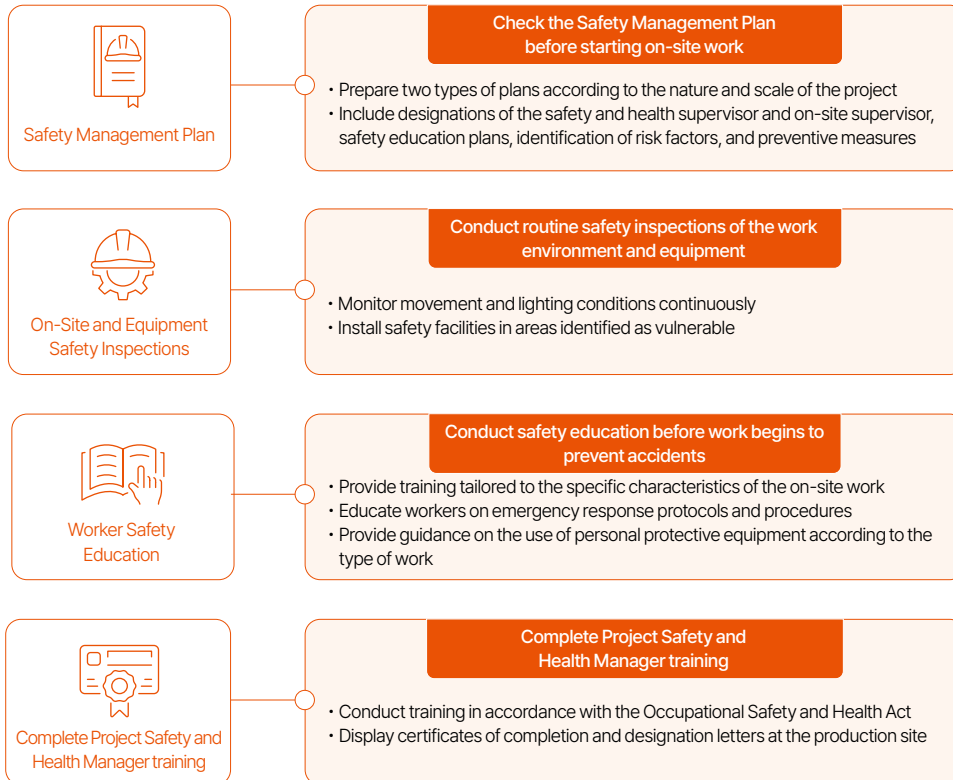 Safety Management Plan
Check the Safety Management Plan
before starting on-site work
• Prepare two types of plans according to the nature and scale of the project
• Include designations of the safety and health supervisor and on-site supervisor,
safety education plans, identification of risk factors, and preventive measures
On-Site and Equipment
Safety Inspections
Conduct routine safety inspections of the work
environment and equipment
• Monitor movement and lighting conditions continuously
• Install safety facilities in areas identified as vulnerable
Worker Safety
Education
Conduct safety education before work begins to
prevent accidents
• Provide training tailored to the specific characteristics of the on-site work
• Educate workers on emergency response protocols and procedures
• Provide guidance on the use of personal protective equipment according to the
type of work
Complete Project Safety and
Health Manager training
Complete Project Safety and
Health Manager training
• Conduct training in accordance with the Occupational Safety and Health Act
• Display certificates of completion and designation letters at the production site